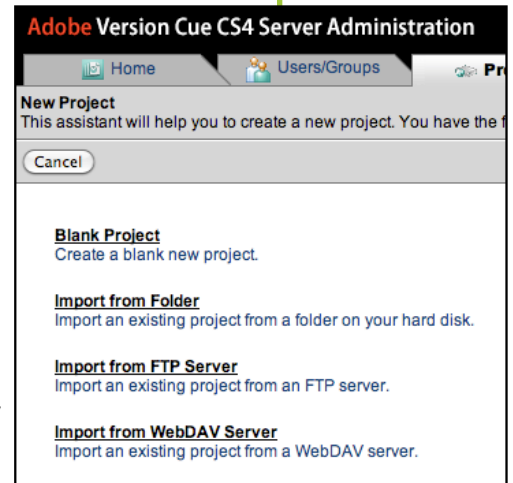 Adobe Version Cue CS4 Server Administration
Home Users/Groups
New Project
This assistant will help you to create a new project. You have the
Cancel
Blank Project
Create a blank new project.
Import from Folder
Import an existing project from a folder on your hard disk.
Import from FTP Server
Import an existing project from an FTP server.
Import from WebDAV Server
Import an existing project from a WebDAV server.